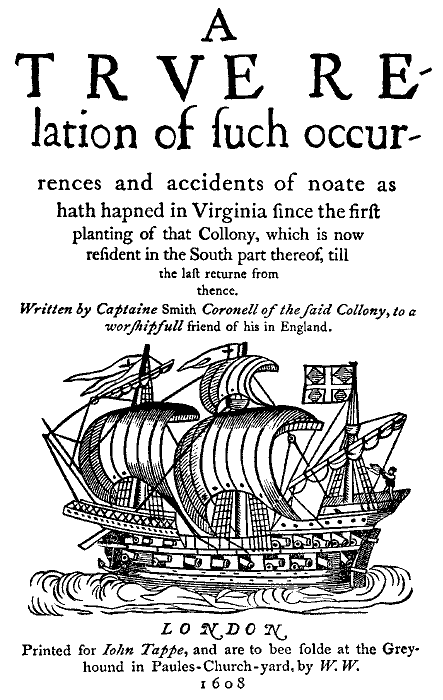 A
TRVE RE-
lation of ſuch occur-
rences and accidents of noate as
hath hapned in Virginia ſince the firſt
planting of that Collony, which is now
reſident in the South part thereof, till
the laſt returne from
thence.
Written by Captaine Smith Coronell of the ſaid Collony, to a
worſhipfull friend of his in England.
LONDON
Printed for Iohn Tappe, and are to bee ſolde at the Grey-
hound in Paules-Church-yard, by W. W.
1608